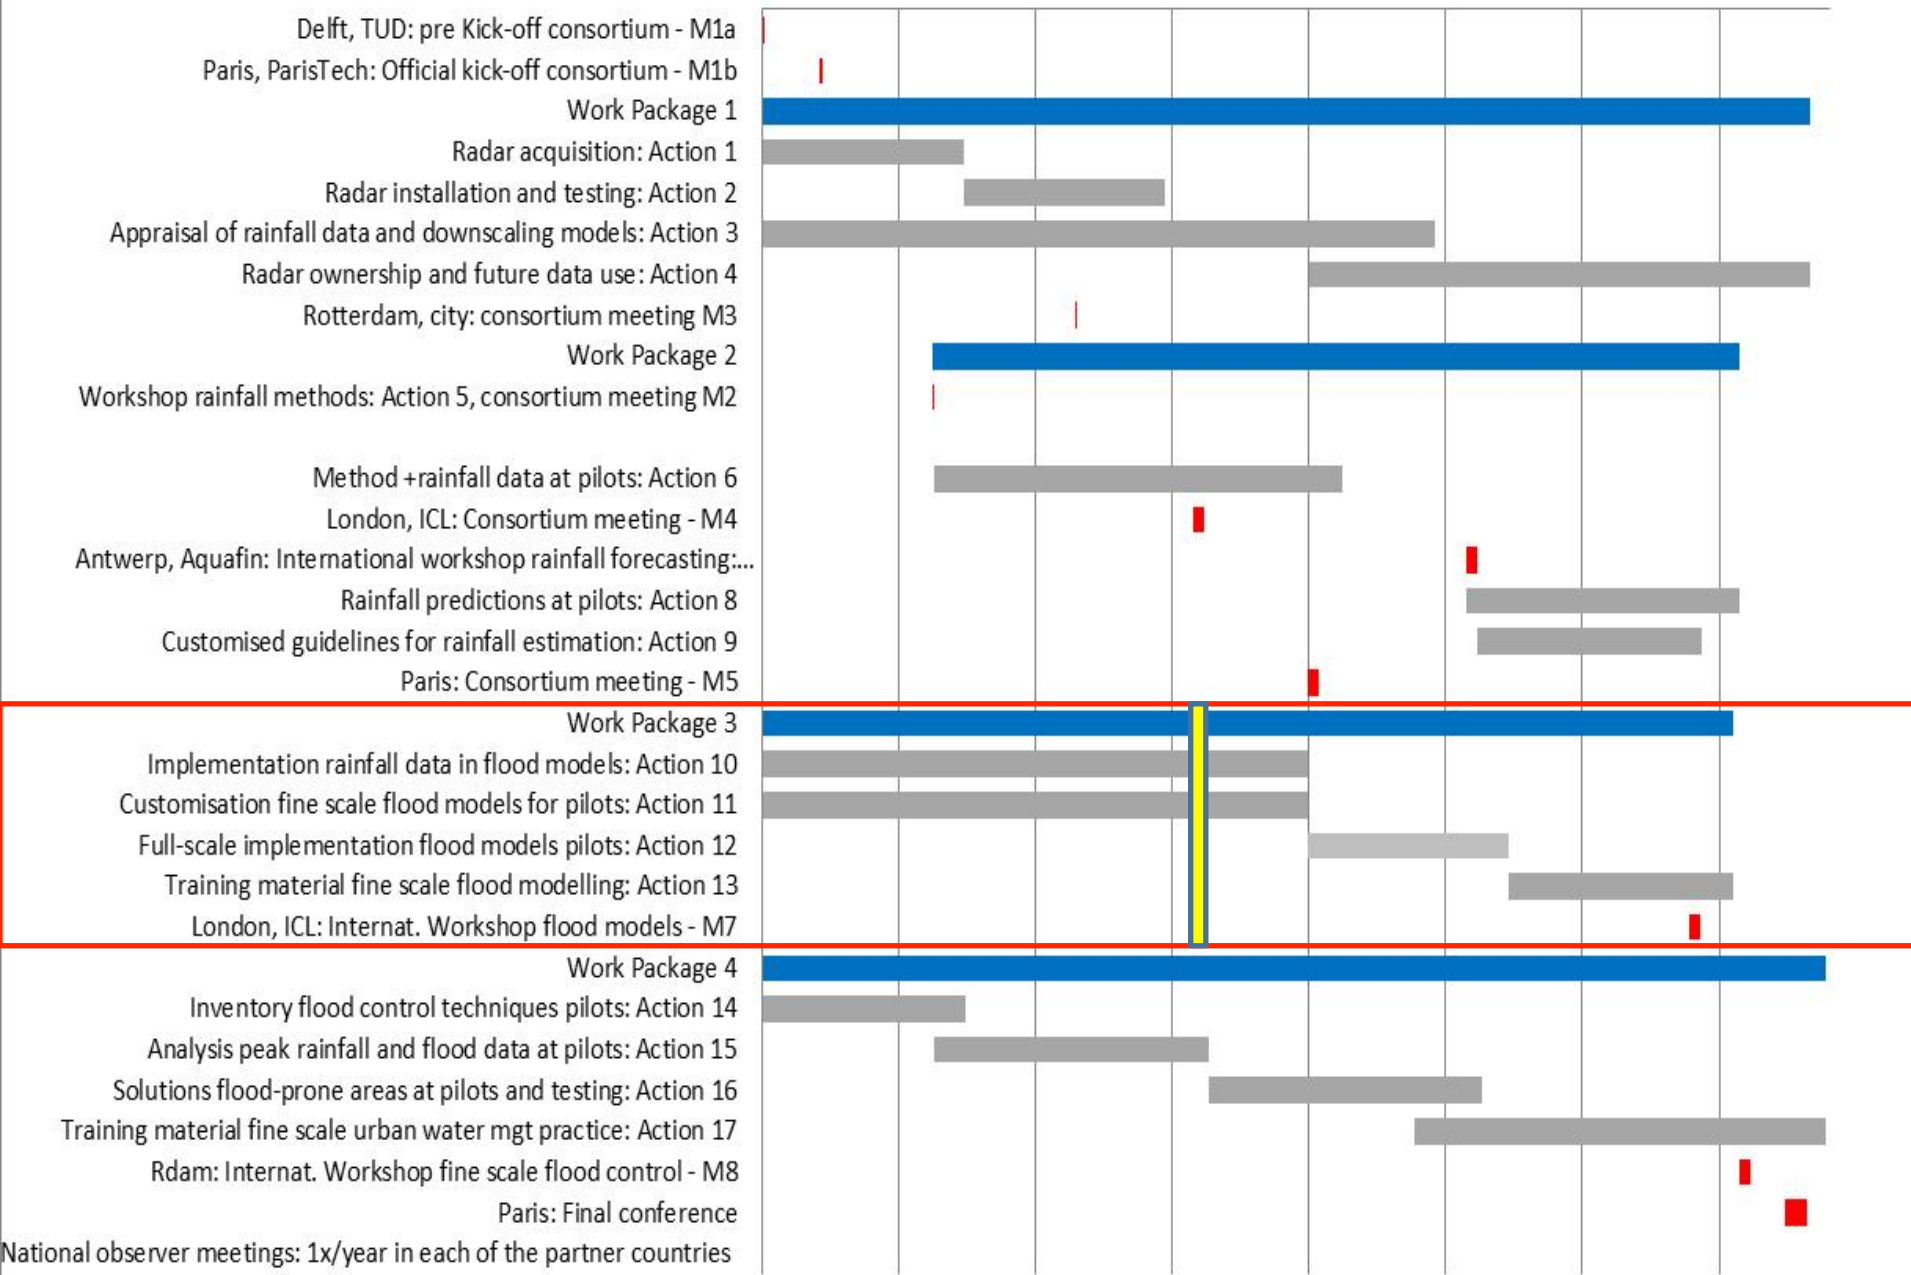 Delft, TUD: pre Kick-off consortium - M1a
Paris, ParisTech: Official kick-off consortium - M1b
Work Package 1
Radar acquisition: Action 1
Radar installation and testing: Action 2
Appraisal of rainfall data and downscaling models: Action 3
Radar ownership and future data use: Action 4
Rotterdam, city: consortium meeting M3
Work Package 2
Workshop rainfall methods: Action 5, consortium meeting M2
Method +rainfall data at pilots: Action 6
London, ICL: Consortium meeting - M4
Antwerp, Aquafin: International workshop rainfall forecasting:...
Rainfall predictions at pilots: Action 8
Customised guidelines for rainfall estimation: Action 9
Paris: Consortium meeting - M5
Work Package 3
Implementation rainfall data in flood models: Action 10
Customisation fine scale flood models for pilots: Action 11
Full-scale implementation flood models pilots: Action 12
Training material fine scale flood modelling: Action 13
London, ICL: Internat. Workshop flood models - M7
Work Package 4
Inventory flood control techniques pilots: Action 14
Analysis peak rainfall and flood data at pilots: Action 15
Solutions flood-prone areas at pilots and testing: Action 16
Training material fine scale urban water mgt practice: Action 17
Rdam: Internat. Workshop fine scale flood control - M8
Paris: Final conference
National observer meetings: 1x/year in each of the partner countries